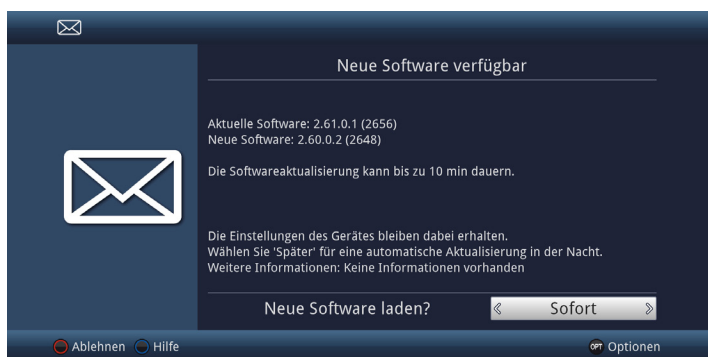 Neue Software verfügbar
Aktuelle Software: 2.61.0.1 (2656)
Neue Software: 2.60.0.2 (2648)
Die Softwareaktualisierung kann bis zu 10 min dauern.
Die Einstellungen des Gerätes bleiben dabei erhalten.
Wählen Sie 'Später' für eine automatische Aktualisierung in der Nacht.
Weitere Informationen: Keine Informationen vorhanden
Neue Software laden? « Sofort »
Ablehnen Hilfe OPT Optionen